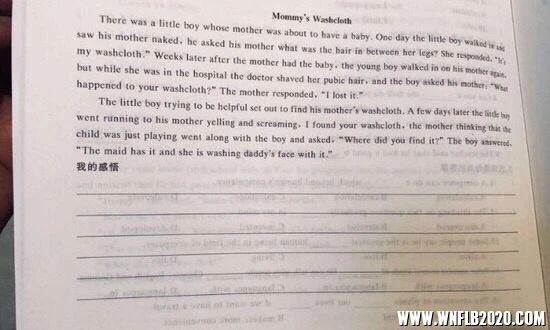 Mommy's Washcloth
There was a little boy whose mother was about to have a baby. One day the little boy walked in and
saw his mother naked, he asked his mother what was the hair in between her legs? She responded, "It's
my washcloth." Weeks later after the mother had the baby, the young boy walked in on his mother again,
but while she was in the hospital the doctor shaved her pubic hair, and the boy asked his mother: "What
happened to your washcloth?" The mother responded, "I lost it."
The little boy trying to be helpful set out to find his mother's washcloth. A few days later the little boy
went running to his mother yelling and screaming, I found your washcloth, the mother thinking that the
child was just playing went along with the boy and asked, "Where did you find it?" The boy answered,
"The maid has it and she is washing daddy's face with it."
我的感悟
WWW.WNFLB2020.COM